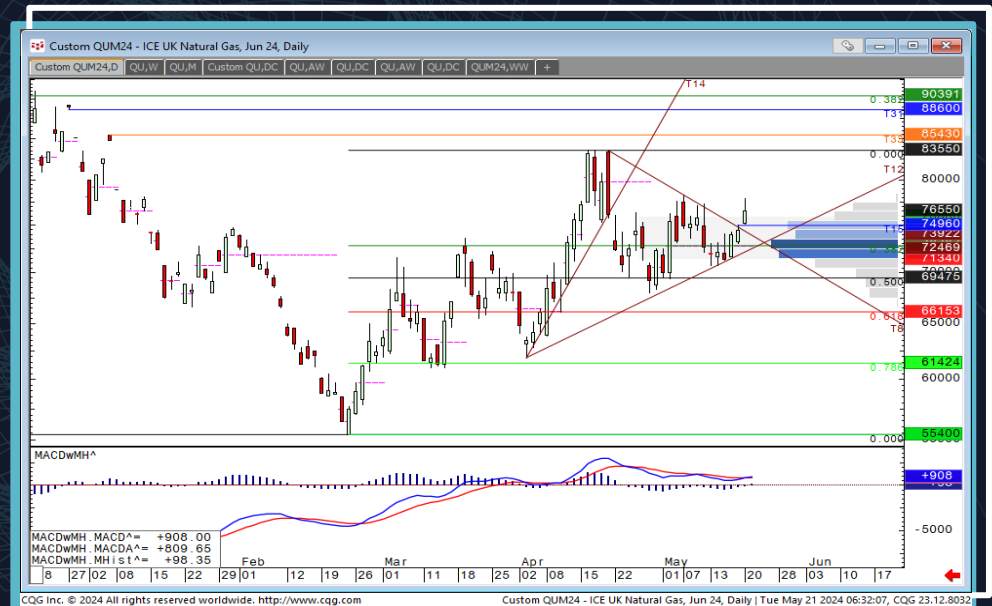 Custom QUM24 - ICE UK Natural Gas, Jun 24, Daily
Custom QUM24,D QU,W QU,M Custom QU,DC QU,AW QU,DC QU,AW QU,DC QUM24,WW +
T14
0.382 90391
88600
T31
85430
T33
83550
0.000
T12
80000
76550
74960
T15
73922
0.382 72469
71340
70000
69475
0.500
66153
0.618
65000
T6
61424
0.786
60000
55400
0.000
MACDwMH^
+908
-5000
MACDwMH.MACD^= +908.00
MACDwMH.MACDA^= +809.65
MACDwMH.MHist^= +98.35
Feb Mar Apr May Jun
8 27 02 08 15 22 29 01 12 19 26 01 11 18 25 02 08 15 22 01 07 13 20 28 03 10 17
CQG Inc. © 2024 All rights reserved worldwide. http://www.cqg.com Custom QUM24 - ICE UK Natural Gas, Jun 24, Daily | Tue May 21 2024 06:32:07, CQG 23.12.8032